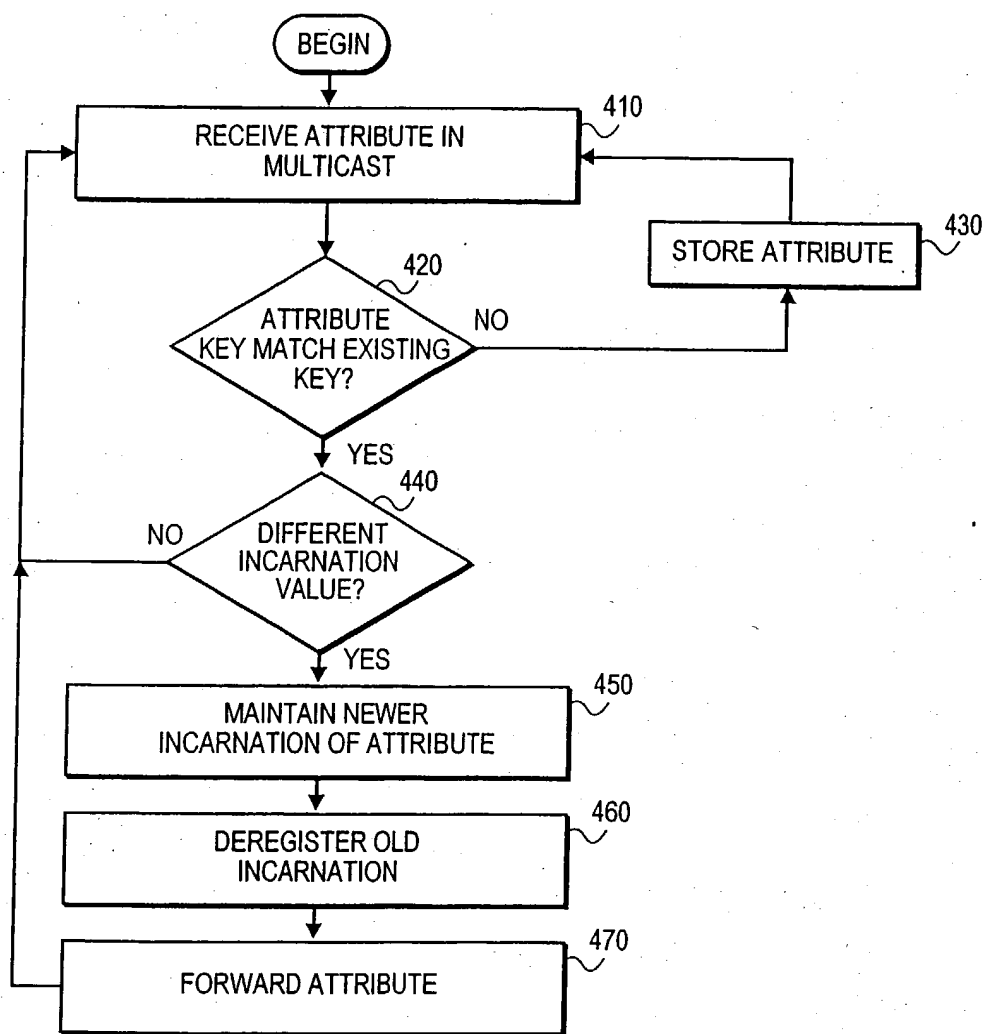 BEGIN
RECEIVE ATTRIBUTE IN
MULTICAST
410
STORE ATTRIBUTE
430
420
ATTRIBUTE
KEY MATCH EXISTING
KEY?
NO
YES
440
NO
DIFFERENT
INCARNATION
VALUE?
YES
450
MAINTAIN NEWER
INCARNATION OF ATTRIBUTE
460
DEREGISTER OLD
INCARNATION
470
FORWARD ATTRIBUTE